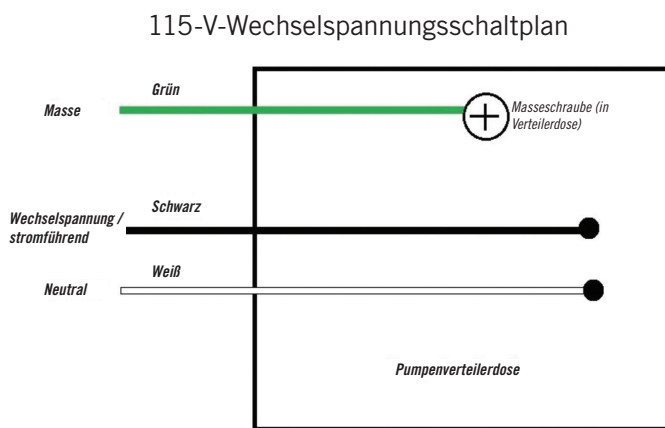 115-V-Wechselspannungsschaltplan
Grün
Masse
Masseschraube (in
Verteilerdose)
Schwarz
Wechselspannung /
stromführend
Weiß
Neutral
Pumpenverteilerdose